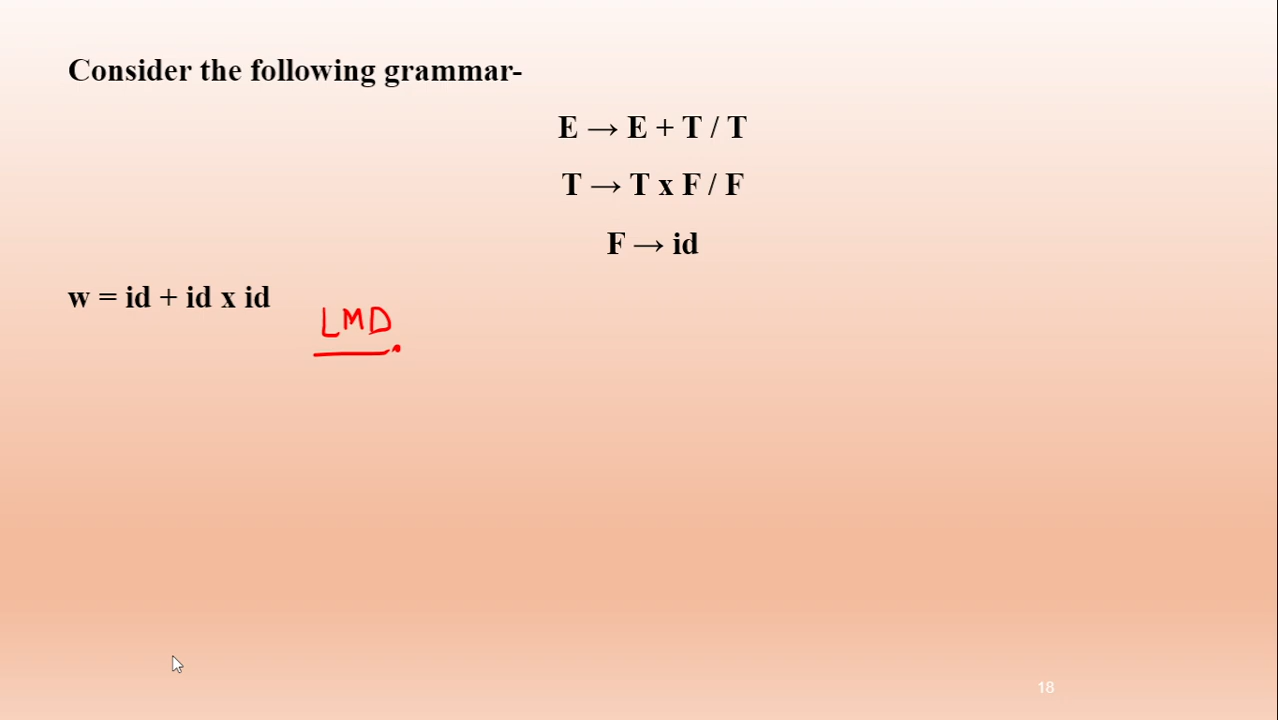 Consider the following grammar-
E → E + T / T
T → T x F / F
F → id
w = id + id x id
LMD.
18